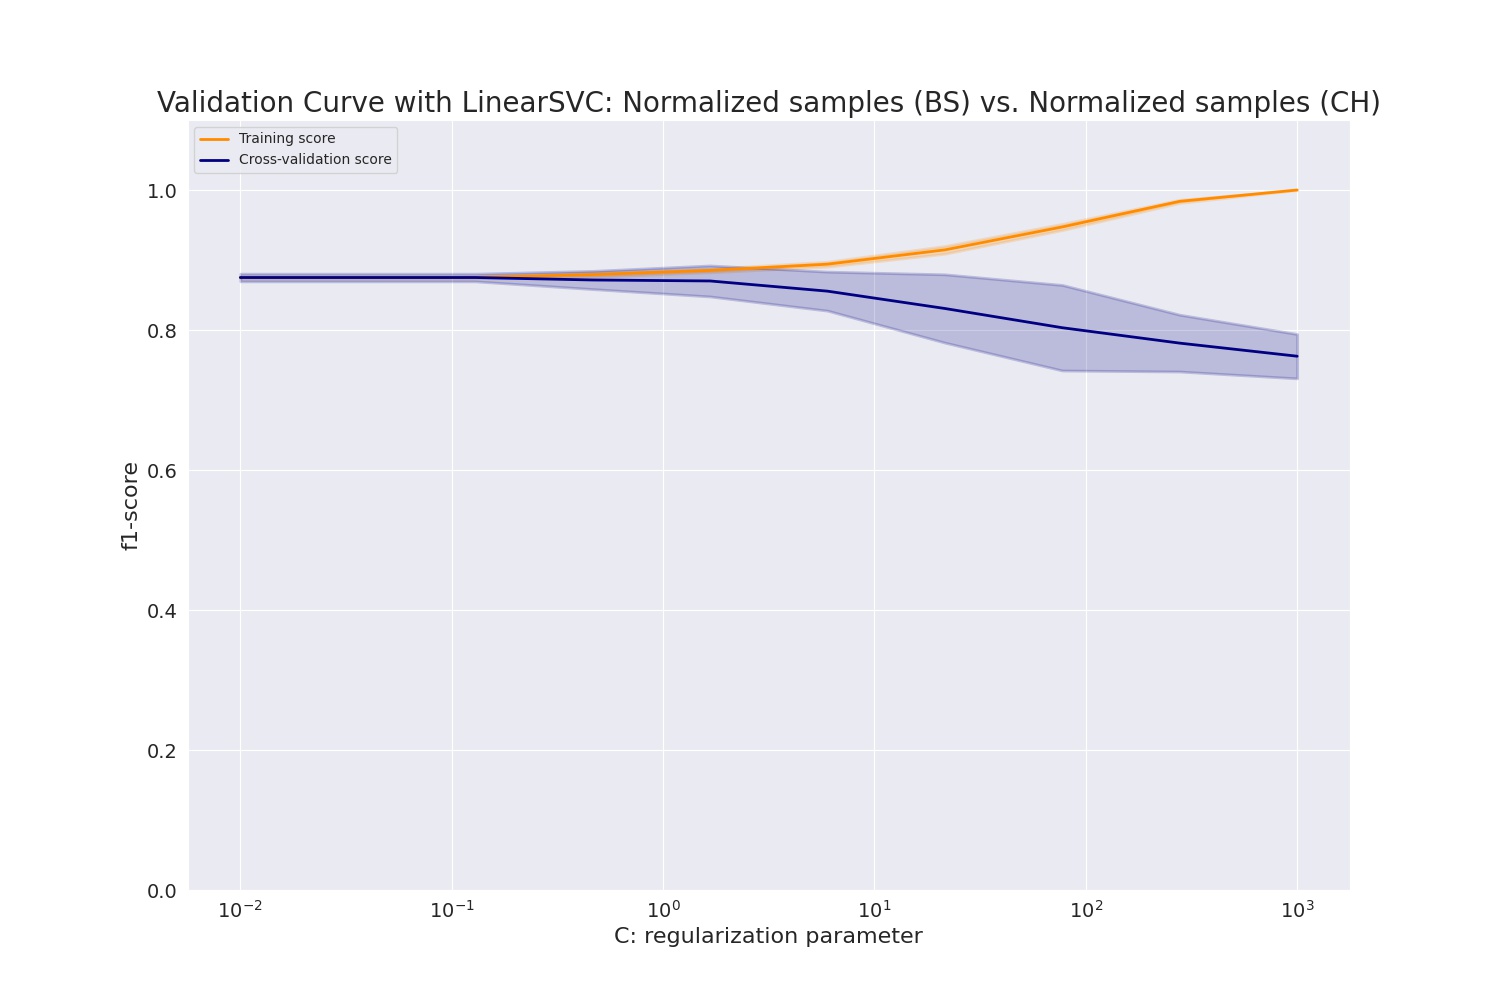 Validation Curve with LinearSVC: Normalized samples (BS) vs. Normalized samples (CH)
Training score
Cross-validation score
1.0
0.8
0.6
0.4
0.2
0.0
f1-score
10⁻² 10⁻¹ 10⁰ 10¹ 10² 10³
C: regularization parameter